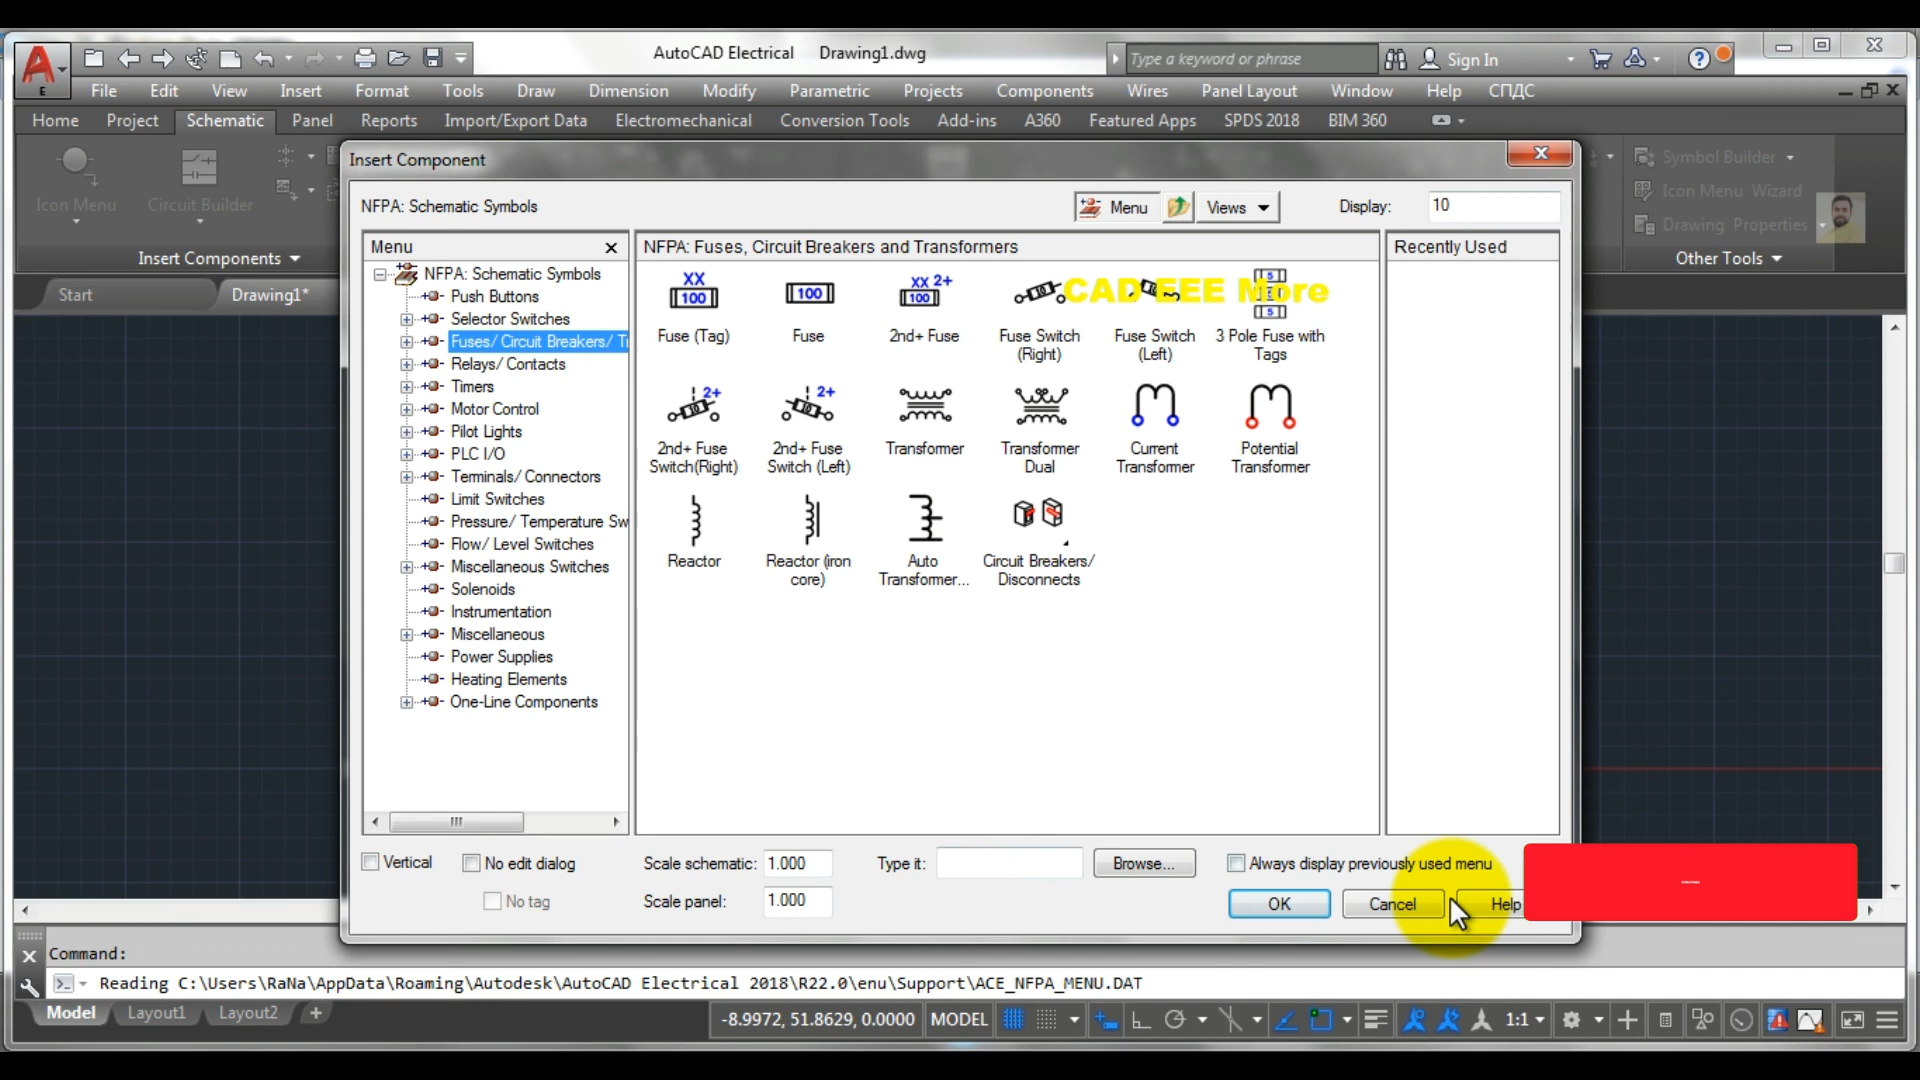 AutoCAD Electrical Drawing1.dwg
Type a keyword or phrase
Sign In
File Edit View Insert Format Tools Draw Dimension Modify Parametric Projects Components Wires Panel Layout Window Help СПДС
Home Project Schematic Panel Reports Import/Export Data Electromechanical Conversion Tools Add-ins A360 Featured Apps SPDS 2018 BIM 360
Icon Menu
Circuit Builder
Insert Components
Symbol Builder
Icon Menu Wizard
Drawing Properties
Other Tools
Start
Drawing1*
Insert Component
NFPA: Schematic Symbols
Menu
Views
Display:
10
Menu
NFPA: Schematic Symbols
Push Buttons
Selector Switches
Fuses/ Circuit Breakers/ T
Relays/ Contacts
Timers
Motor Control
Pilot Lights
PLC I/O
Terminals/ Connectors
Limit Switches
Pressure/ Temperature Sw
Flow/ Level Switches
Miscellaneous Switches
Solenoids
Instrumentation
Miscellaneous
Power Supplies
Heating Elements
One-Line Components
NFPA: Fuses, Circuit Breakers and Transformers
XX
100
Fuse (Tag)
100
Fuse
XX 2+
100
2nd+ Fuse
Fuse Switch
(Right)
Fuse Switch
(Left)
3 Pole Fuse with
Tags
CAD EEE More
2+
2nd+ Fuse
Switch(Right)
2+
2nd+ Fuse
Switch (Left)
Transformer
Transformer
Dual
Current
Transformer
Potential
Transformer
Reactor
Reactor (iron
core)
Auto
Transformer...
Circuit Breakers/
Disconnects
Recently Used
Vertical
No edit dialog
No tag
Scale schematic: 1.000
Scale panel: 1.000
Type it:
Browse...
Always display previously used menu
OK
Cancel
Help
Command:
Reading C:\Users\RaNa\AppData\Roaming\Autodesk\AutoCAD Electrical 2018\R22.0\enu\Support\ACE_NFPA_MENU.DAT
Model Layout1 Layout2 +
-8.9972, 51.8629, 0.0000 MODEL
1:1